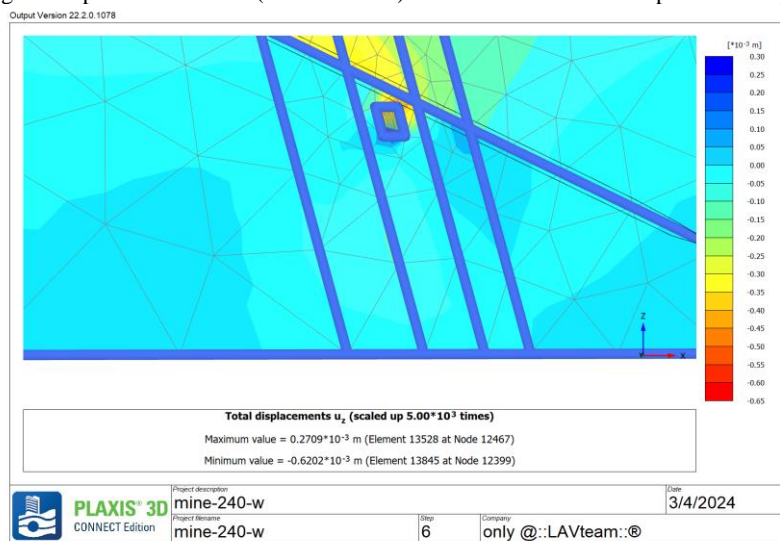 Output Version 22.2.0.1078
[*10⁻³ m]
0.30
0.25
0.20
0.15
0.10
0.05
0.00
-0.05
-0.10
-0.15
-0.20
-0.25
-0.30
-0.35
-0.40
-0.45
-0.50
-0.55
-0.60
-0.65
Z
Y
X
Total displacements u_z (scaled up 5.00*10³ times)
Maximum value = 0.2709*10⁻³ m (Element 13528 at Node 12467)
Minimum value = -0.6202*10⁻³ m (Element 13845 at Node 12399)
PLAXIS® 3D
CONNECT Edition
Project description
mine-240-w
Date
3/4/2024
Project filename
mine-240-w
Step
6
Company
only @::LAVteam::®